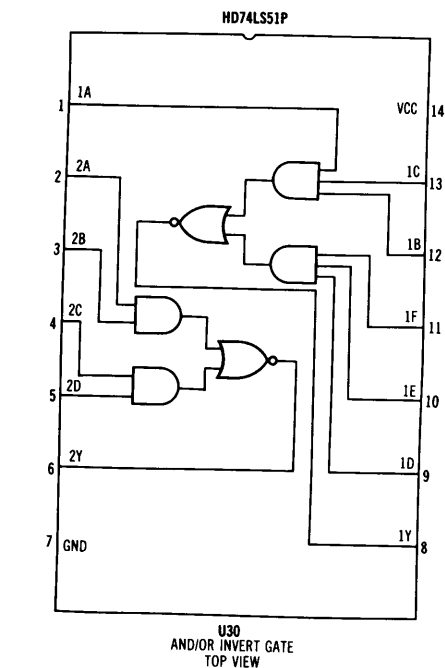 HD74LS51P
1 1A
VCC 14
2 2A
1C 13
3 2B
1B 12
4 2C
1F 11
5 2D
1E 10
6 2Y
1D 9
7 GND
1Y 8
U30
AND/OR INVERT GATE
TOP VIEW